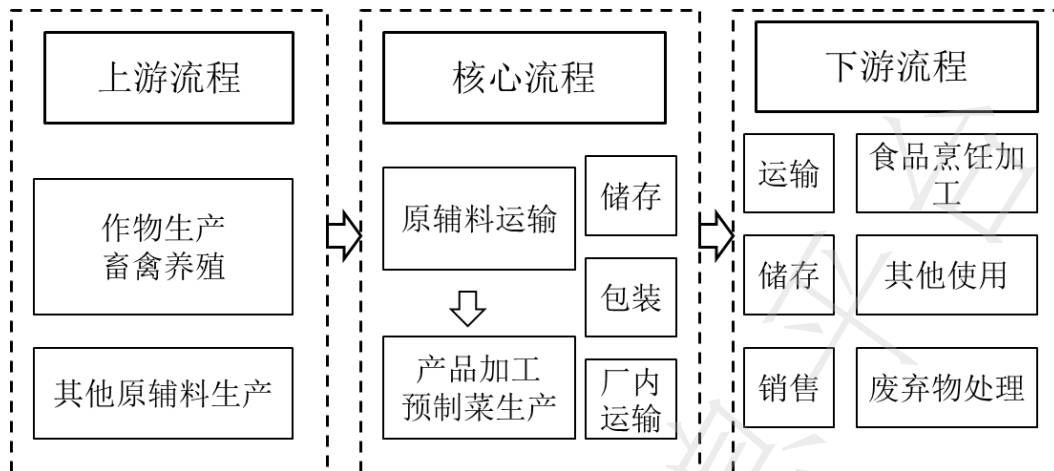 上游流程
作物生产
畜禽养殖
其他原辅料生产
核心流程
原辅料运输
产品加工
预制菜生产
储存
包装
厂内
运输
下游流程
运输
食品烹饪加
工
储存
其他使用
销售
废弃物处理